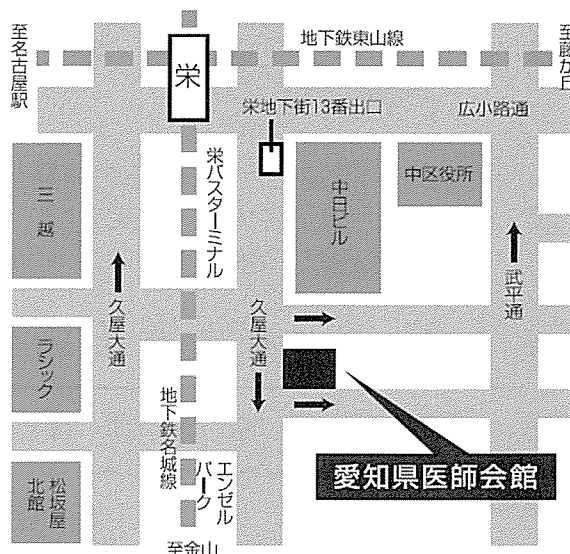 至名古屋駅
地下鉄東山線
至藤が丘
栄
栄地下街13番出口
広小路通
三越
栄バスターミナル
中日ビル
中区役所
久屋大通
久屋大通
武平通
ラシック
地下鉄名城線
エンゼル
パーク
愛知県医師会館
松坂屋
北館
至金山